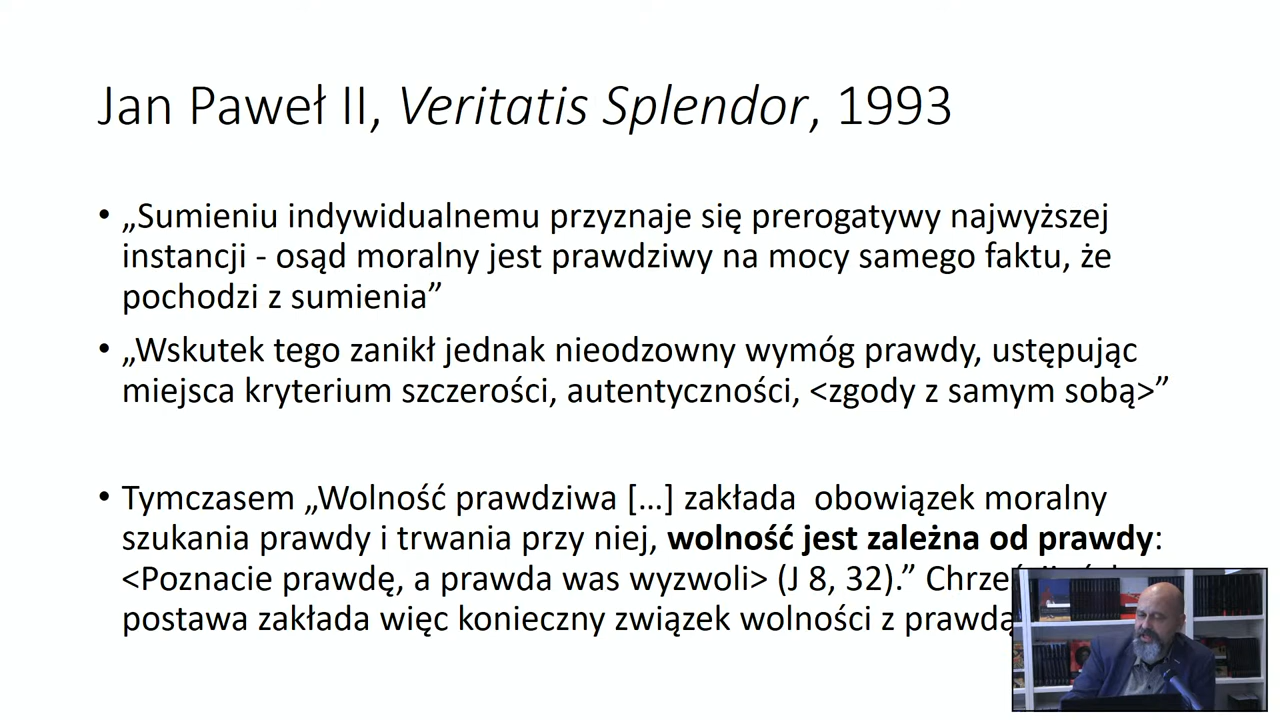 Jan Paweł II, Veritatis Splendor, 1993
• „Sumieniu indywidualnemu przyznaje się prerogatywy najwyższej
instancji - osąd moralny jest prawdziwy na mocy samego faktu, że
pochodzi z sumienia”
• „Wskutek tego zanikł jednak nieodzowny wymóg prawdy, ustępując
miejsca kryterium szczerości, autentyczności, <zgody z samym sobą>”
• Tymczasem „Wolność prawdziwa […] zakłada obowiązek moralny
szukania prawdy i trwania przy niej, wolność jest zależna od prawdy:
<Poznacie prawdę, a prawda was wyzwoli> (J 8, 32).”
postawa zakłada więc konieczny związek wolności z prawdą